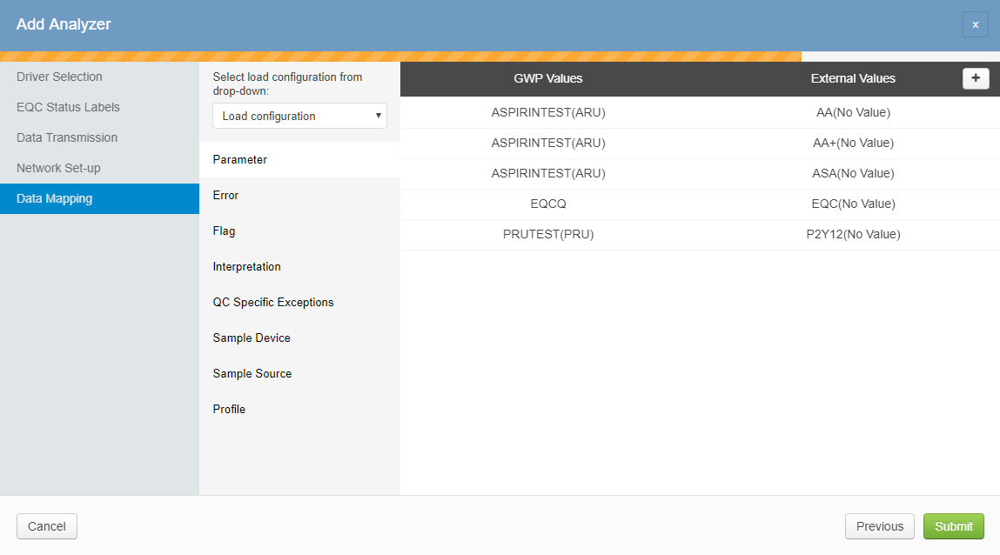 Add Analyzer
x
Driver Selection
EQC Status Labels
Data Transmission
Network Set-up
Data Mapping
Select load configuration from
drop-down:
Load configuration
Parameter
Error
Flag
Interpretation
QC Specific Exceptions
Sample Device
Sample Source
Profile
GWP Values External Values +
ASPIRINTEST(ARU) AA(No Value)
ASPIRINTEST(ARU) AA+(No Value)
ASPIRINTEST(ARU) ASA(No Value)
EQCQ EQC(No Value)
PRUTEST(PRU) P2Y12(No Value)
Cancel Previous Submit